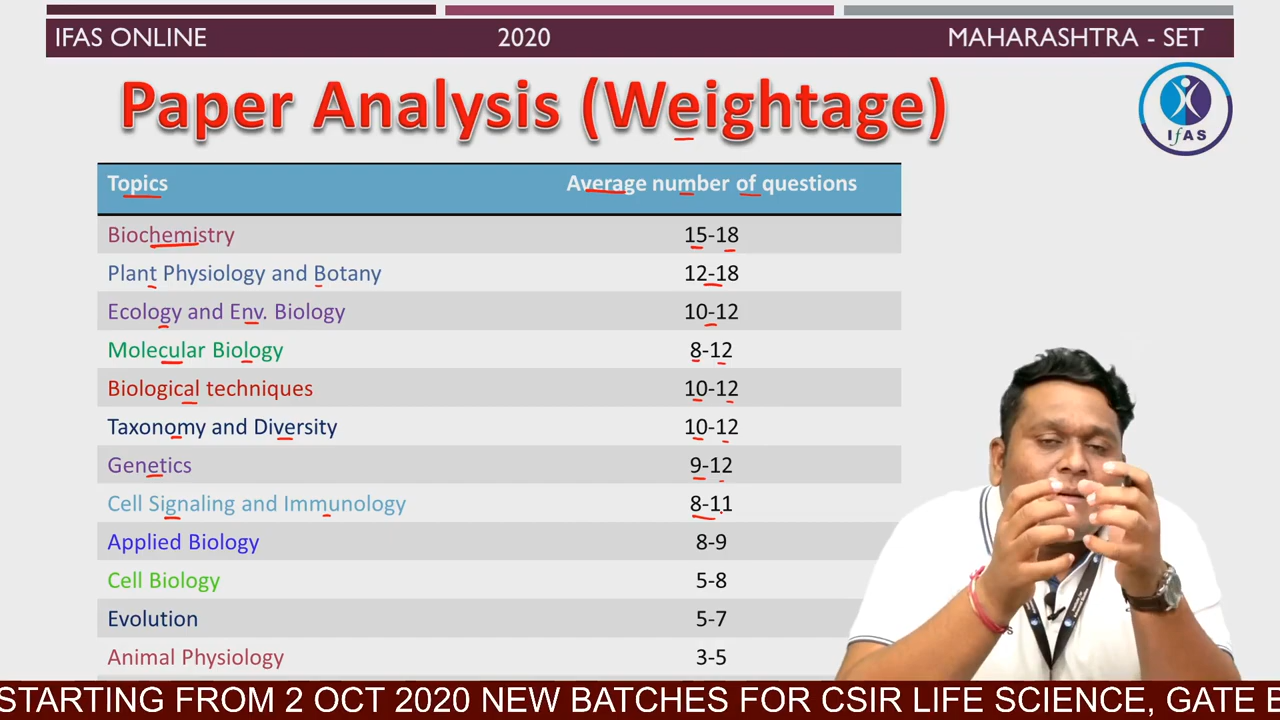 IFAS ONLINE 2020 MAHARASHTRA - SET
Paper Analysis (Weightage)
IfAS
Topics Average number of questions
Biochemistry 15-18
Plant Physiology and Botany 12-18
Ecology and Env. Biology 10-12
Molecular Biology 8-12
Biological techniques 10-12
Taxonomy and Diversity 10-12
Genetics 9-12
Cell Signaling and Immunology 8-11
Applied Biology 8-9
Cell Biology 5-8
Evolution 5-7
Animal Physiology 3-5
STARTING FROM 2 OCT 2020 NEW BATCHES FOR CSIR LIFE SCIENCE, GATE